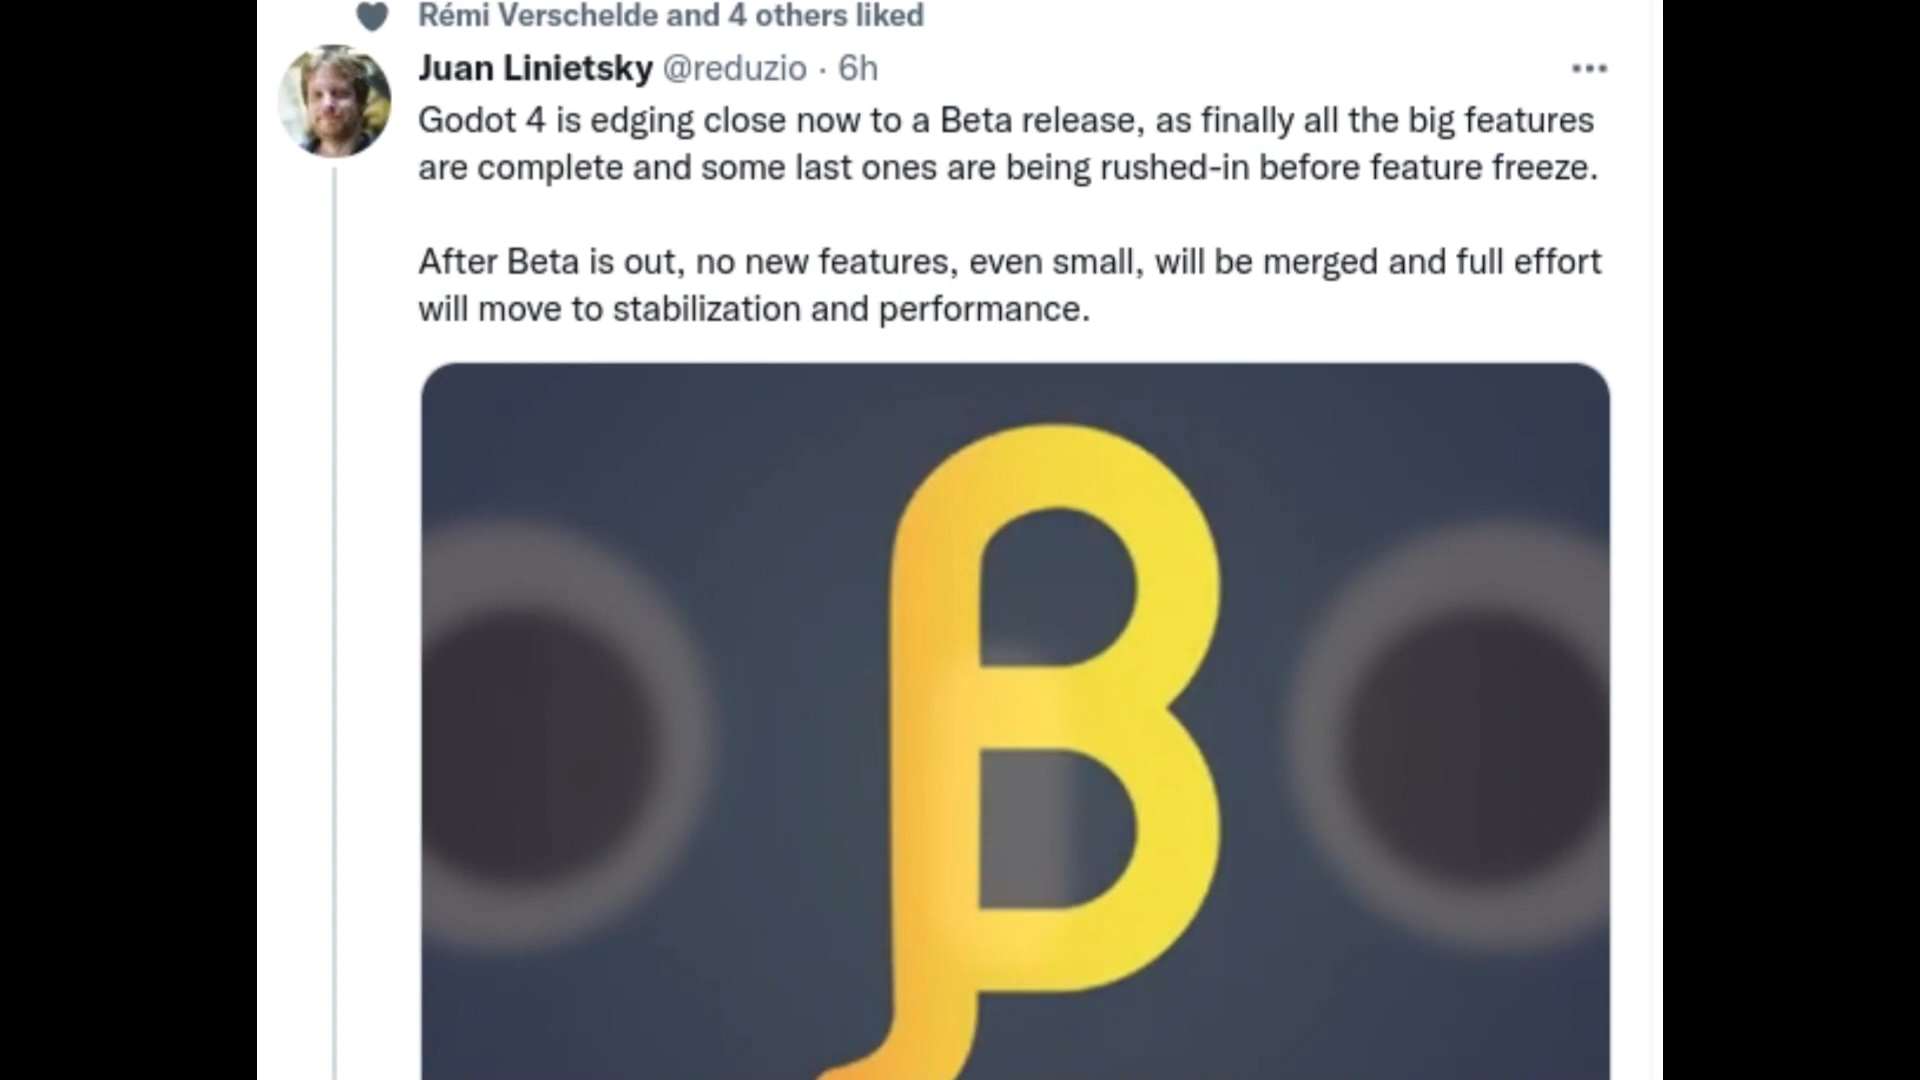 Rémi Verschelde and 4 others liked
Juan Linietsky @reduzio · 6h
Godot 4 is edging close now to a Beta release, as finally all the big features
are complete and some last ones are being rushed-in before feature freeze.
After Beta is out, no new features, even small, will be merged and full effort
will move to stabilization and performance.
β